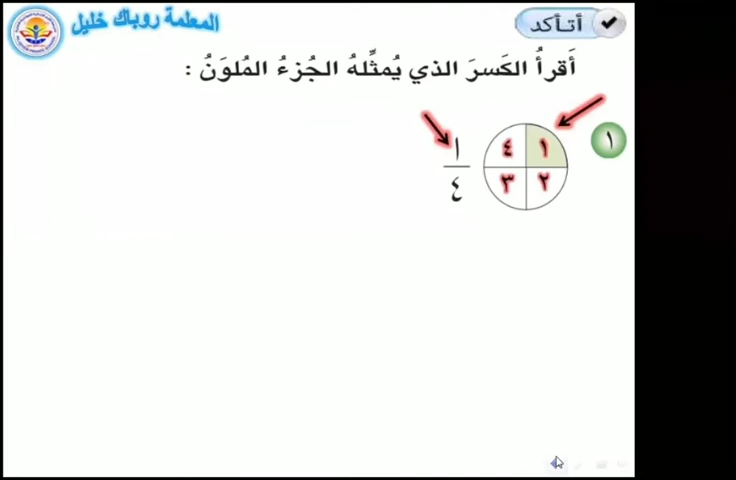 المعلمة روباك خليل
أتأكد
أَقرأُ الكَسرَ الذي يُمثِّلهُ الجُزءُ المُلوَنُ :
١
٤ ١
٣ ٢
١
٤